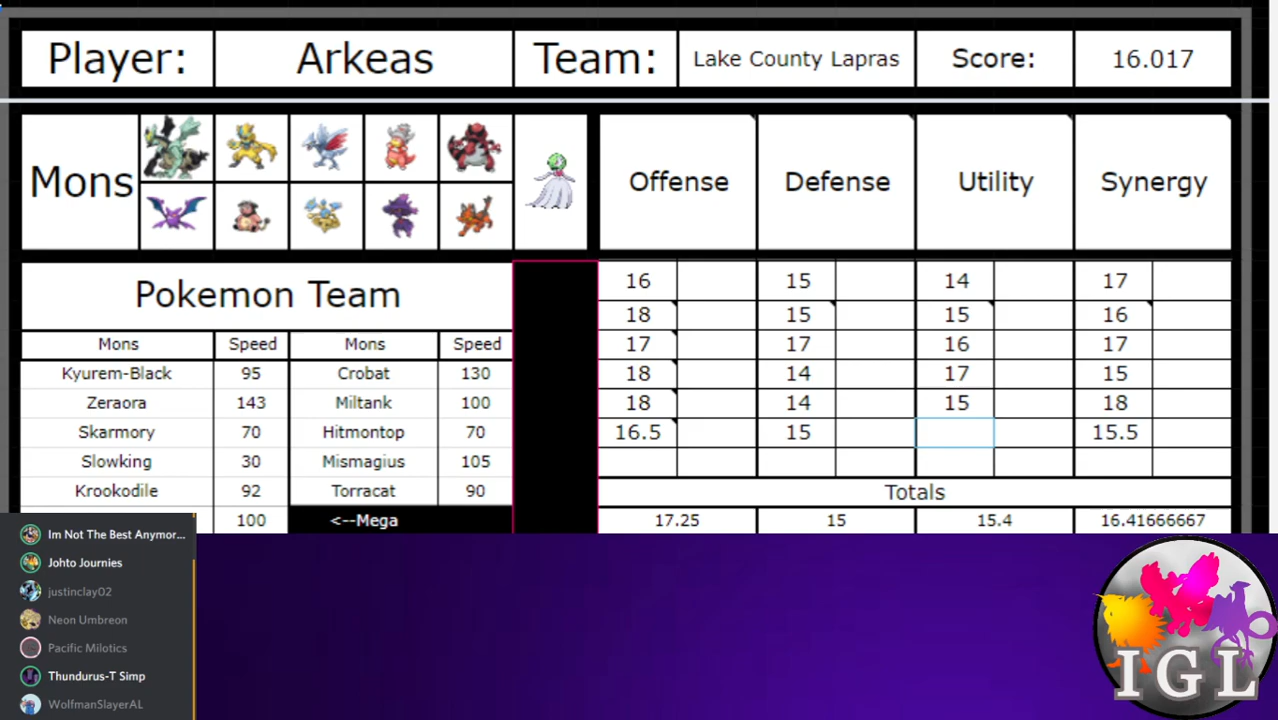 Player: Arkeas Team: Lake County Lapras Score: 16.017
Mons Offense Defense Utility Synergy
Pokemon Team
Mons Speed Mons Speed
Kyurem-Black 95 Crobat 130
Zeraora 143 Miltank 100
Skarmory 70 Hitmontop 70
Slowking 30 Mismagius 105
Krookodile 92 Torracat 90
100 <--Mega
16 15 14 17
18 15 15 16
17 17 16 17
18 14 17 15
18 14 15 18
16.5 15 15.5
Totals
17.25 15 15.4 16.41666667
Im Not The Best Anymor...
Johto Journies
justinclay02
Neon Umbreon
Pacific Milotics
Thundurus-T Simp
WolfmanSlayerAL
IGL